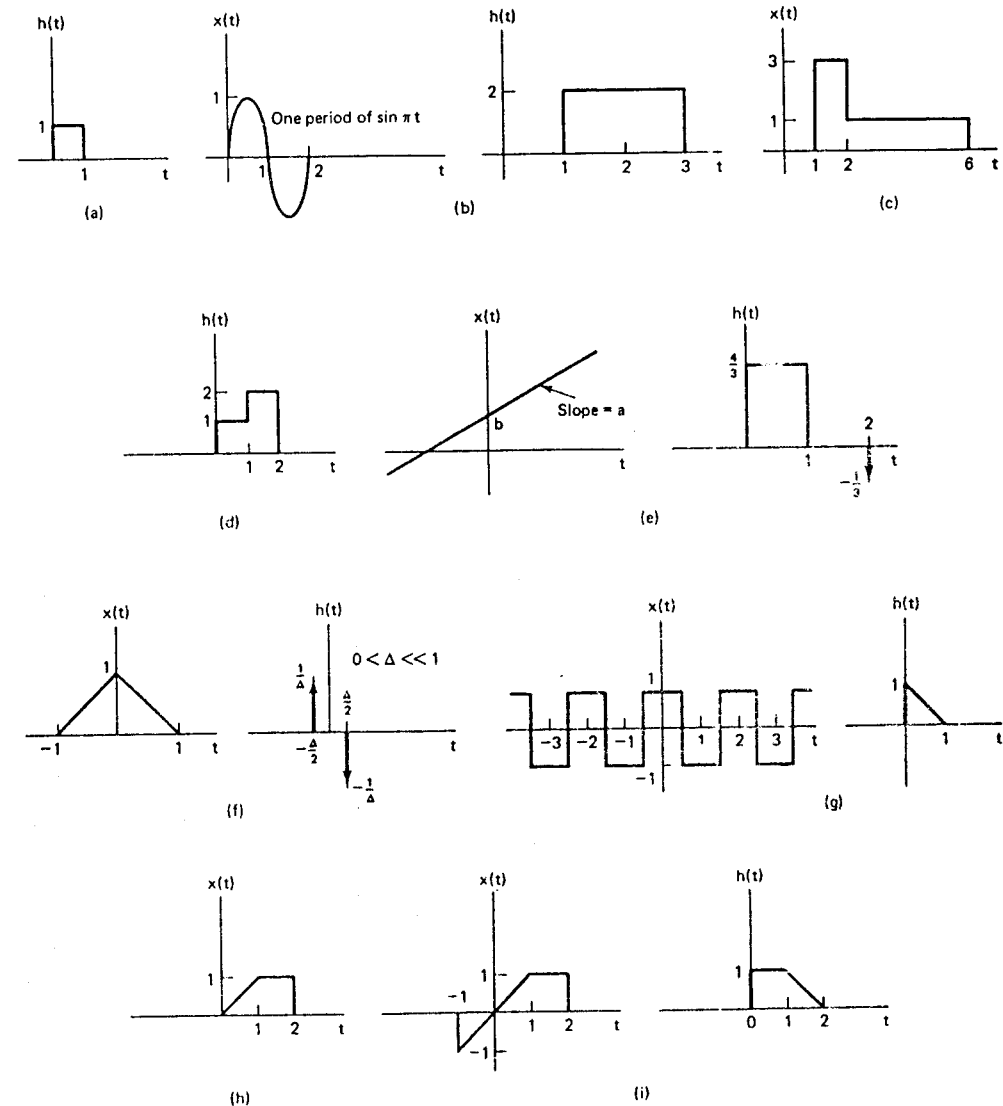 h(t)
1
1
t
(a)
x(t)
1
One period of sin π t
1
2
t
h(t)
2
1
2
3
t
(b)
x(t)
3
1
1
2
6
t
(c)
h(t)
2
1
1
2
t
(d)
x(t)
b
Slope = a
t
h(t)
4/3
1
2
t
−1/3
(e)
x(t)
1
−1
1
t
h(t)
0 < Δ << 1
1/Δ
Δ/2
−Δ/2
−1/Δ
t
(f)
x(t)
1
−3
−2
−1
1
2
3
t
−1
h(t)
1
1
t
(g)
x(t)
1
1
2
t
(h)
x(t)
1
−1
1
2
t
−1
h(t)
1
0
1
2
t
(i)